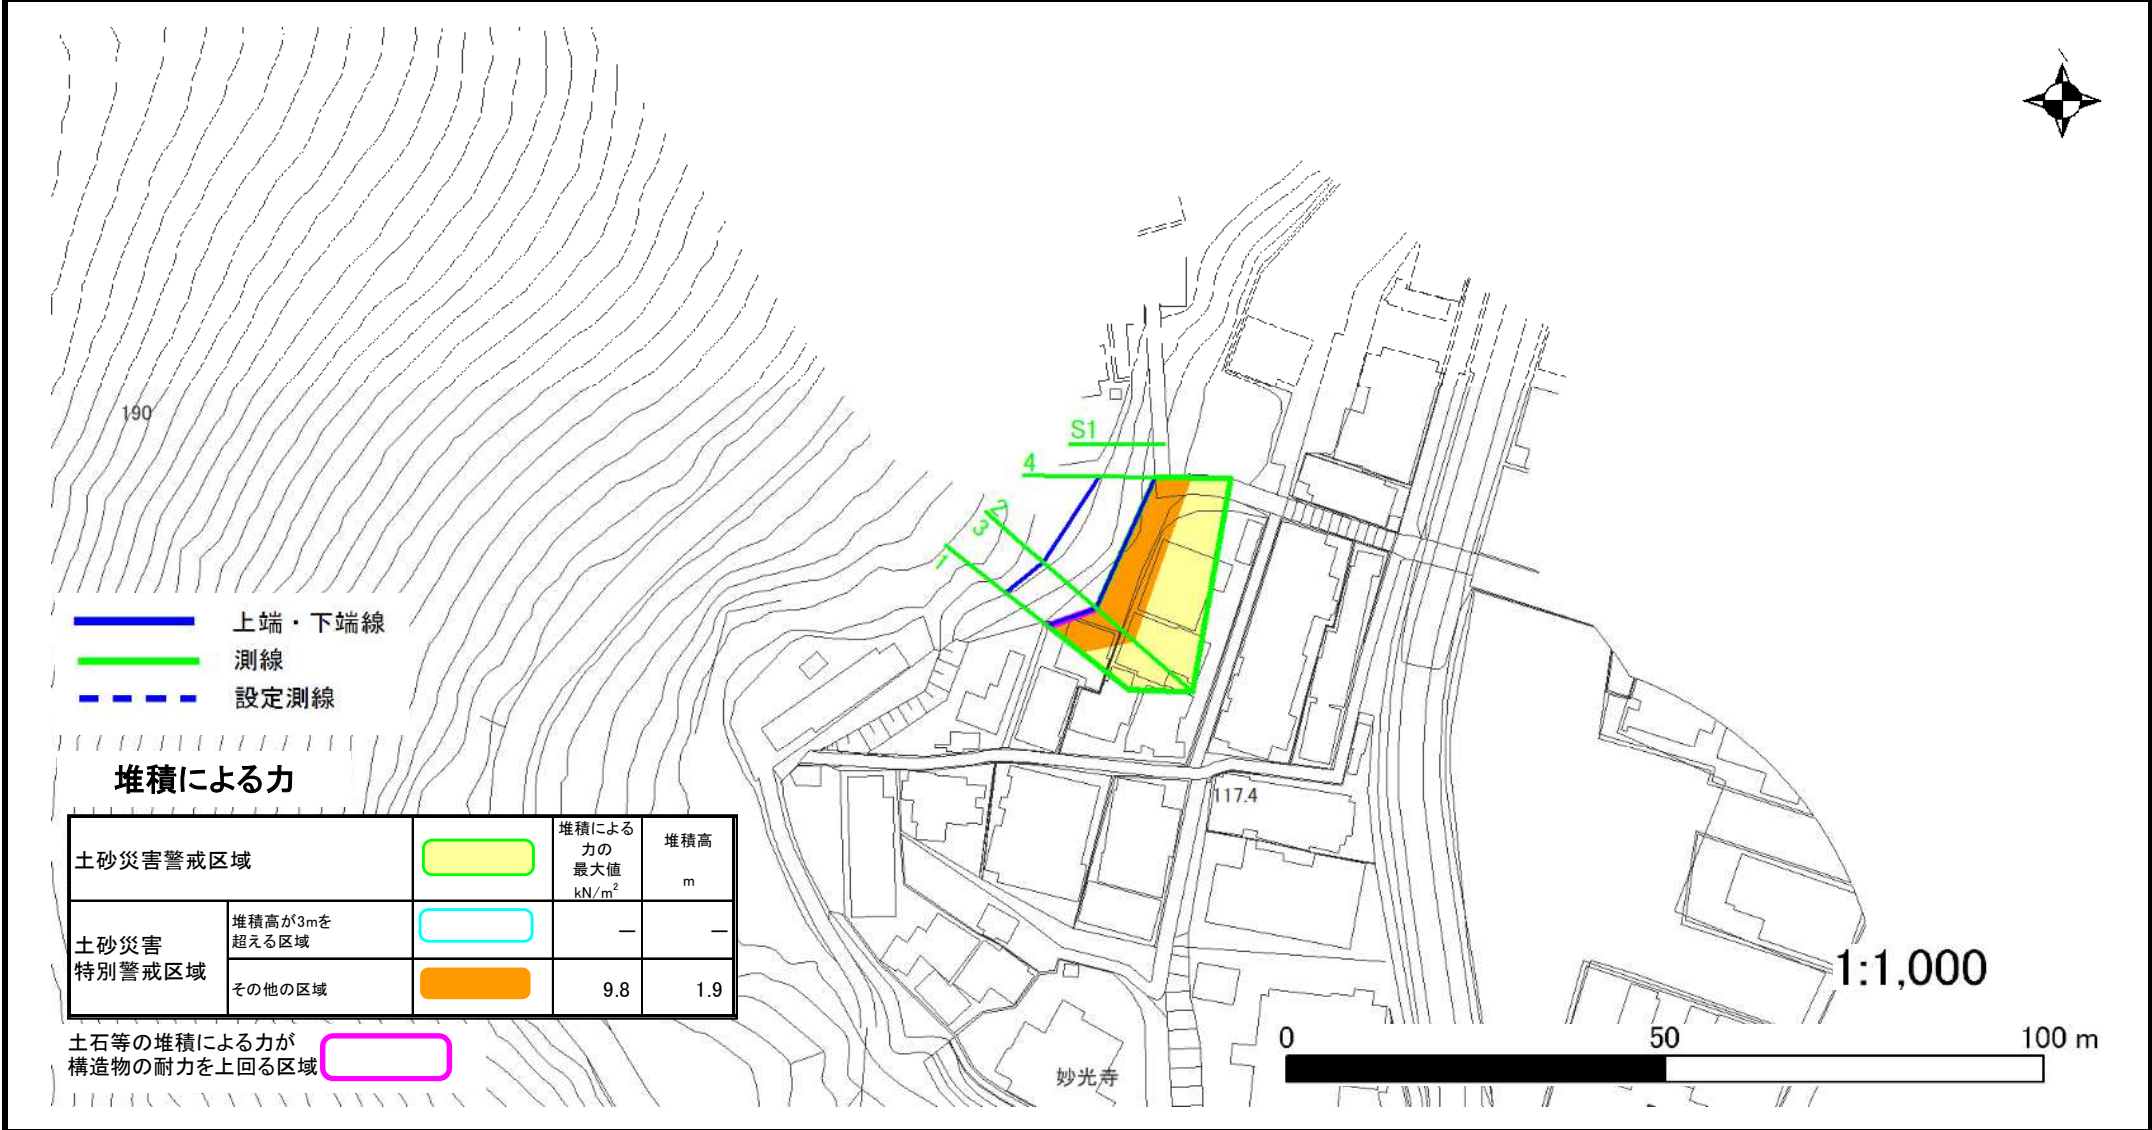 190
S1
4
2
3
1
上端・下端線
測線
設定測線
堆積による力
土砂災害警戒区域
堆積による
力の
最大値
kN/m²
堆積高
m
土砂災害
特別警戒区域
堆積高が3mを
超える区域
—
—
その他の区域
9.8
1.9
土石等の堆積による力が
構造物の耐力を上回る区域
117.4
妙光寺
1:1,000
0
50
100 m